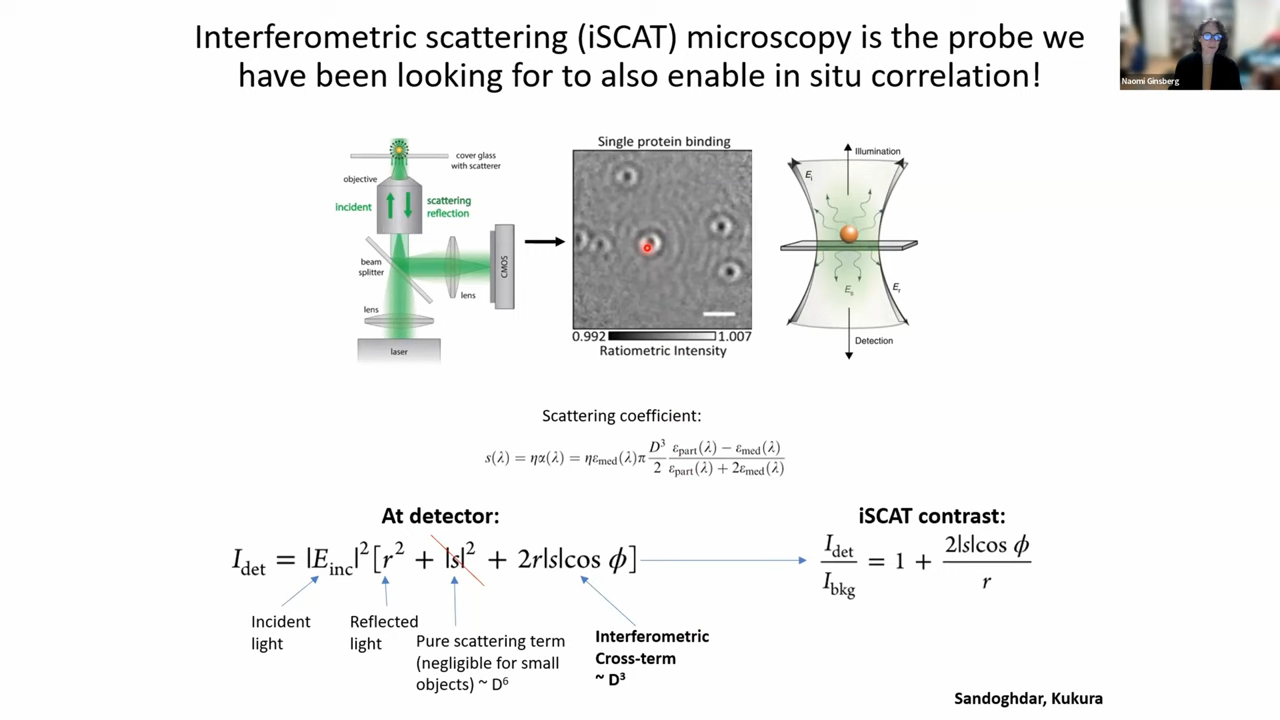 Interferometric scattering (iSCAT) microscopy is the probe we
have been looking for to also enable in situ correlation!
Naomi Ginsberg
cover glass
with scatterer
objective
incident
scattering
reflection
beam
splitter
lens
CMOS
lens
laser
Single protein binding
0.992 1.007
Ratiometric Intensity
Illumination
Eᵢ
Eₛ
Eᵣ
Detection
Scattering coefficient:
s(λ) = ηα(λ) = ηε_med(λ)π D³/2 (ε_part(λ) − ε_med(λ))/(ε_part(λ) + 2ε_med(λ))
At detector:
I_det = |E_inc|²[r² + |s|² + 2r|s|cos ϕ]
Incident
light
Reflected
light
Pure scattering term
(negligible for small
objects) ~ D⁶
Interferometric
Cross-term
~ D³
iSCAT contrast:
I_det/I_bkg = 1 + 2|s|cos ϕ/r
Sandoghdar, Kukura